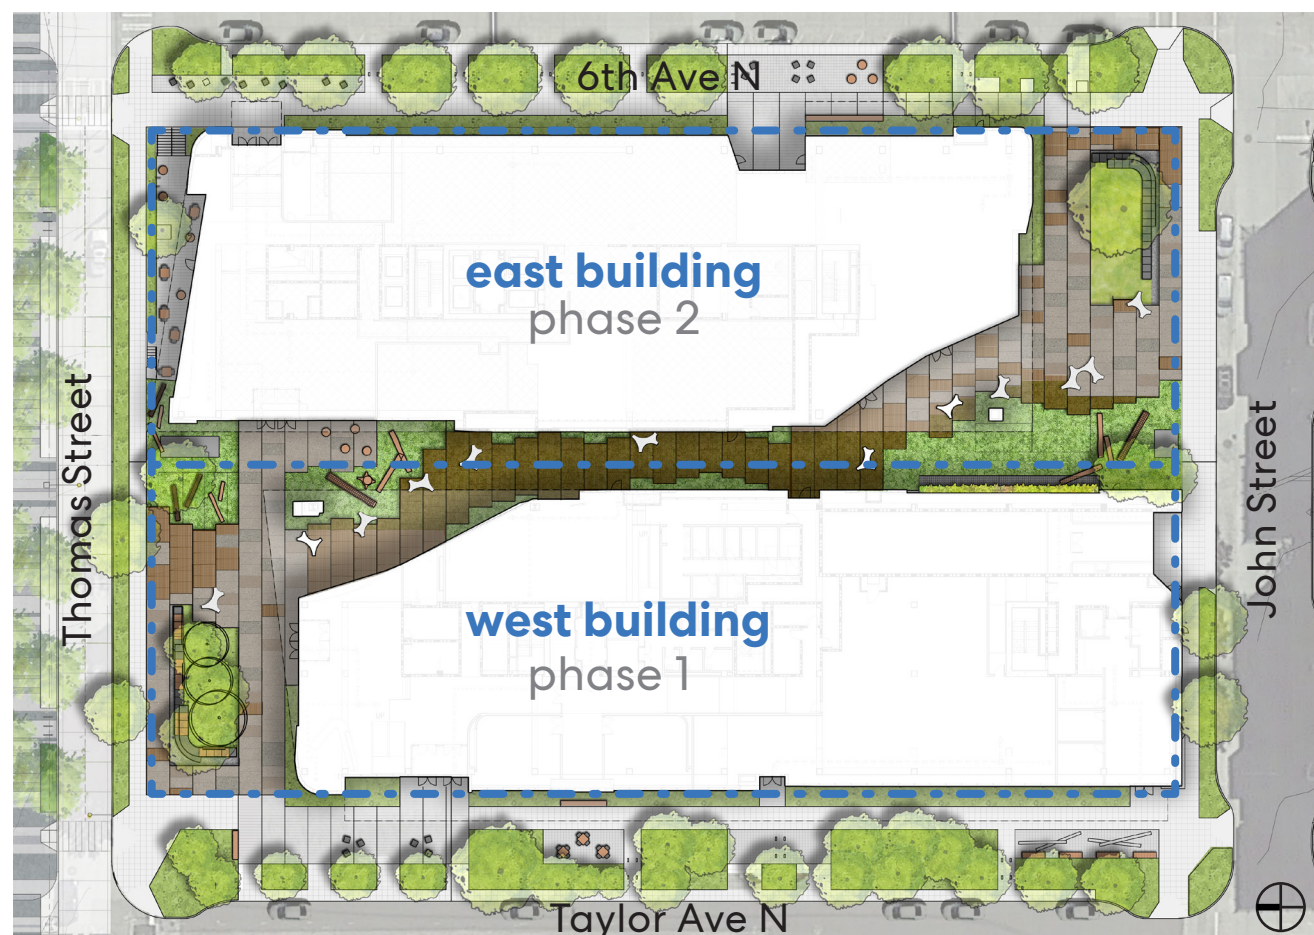 6th Ave N
east building
phase 2
Thomas Street
John Street
west building
phase 1
Taylor Ave N